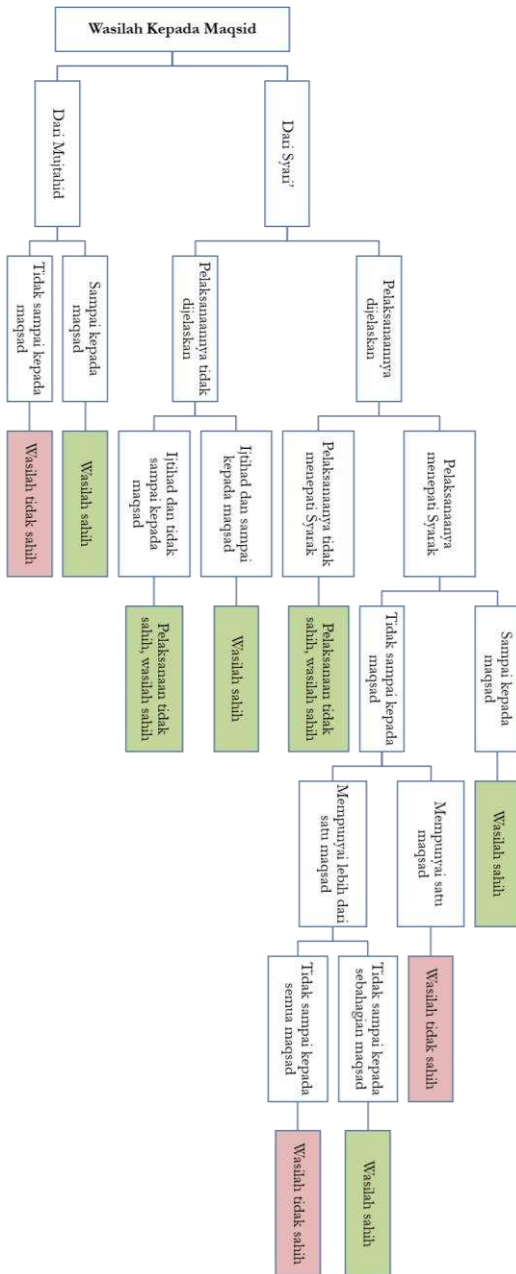 Wasilah Kepada Maqsid
Dari Syari'
Dari Mujtahid
Pelaksanaannya
dijelaskan
Pelaksanaannya tidak
dijelaskan
Sampai kepada
maqsad
Tidak sampai kepada
maqsad
Pelaksanaanya
menepati Syarak
Pelaksanaanya tidak
menepati Syarak
Ijtihad dan sampai
kepada maqsad
Ijtihad dan tidak
sampai kepada
maqsad
Wasilah sahih
Wasilah tidak sahih
Sampai kepada
maqsad
Tidak sampai kepada
maqsad
Pelaksanaan tidak
sahih, wasilah sahih
Wasilah sahih
Pelaksanaan tidak
sahih, wasilah sahih
Wasilah sahih
Mempunyai satu
maqsad
Mempunyai lebih dari
satu maqsad
Wasilah tidak sahih
Tidak sampai kepada
sebahagian maqsad
Tidak sampai kepada
semua maqsad
Wasilah sahih
Wasilah tidak sahih